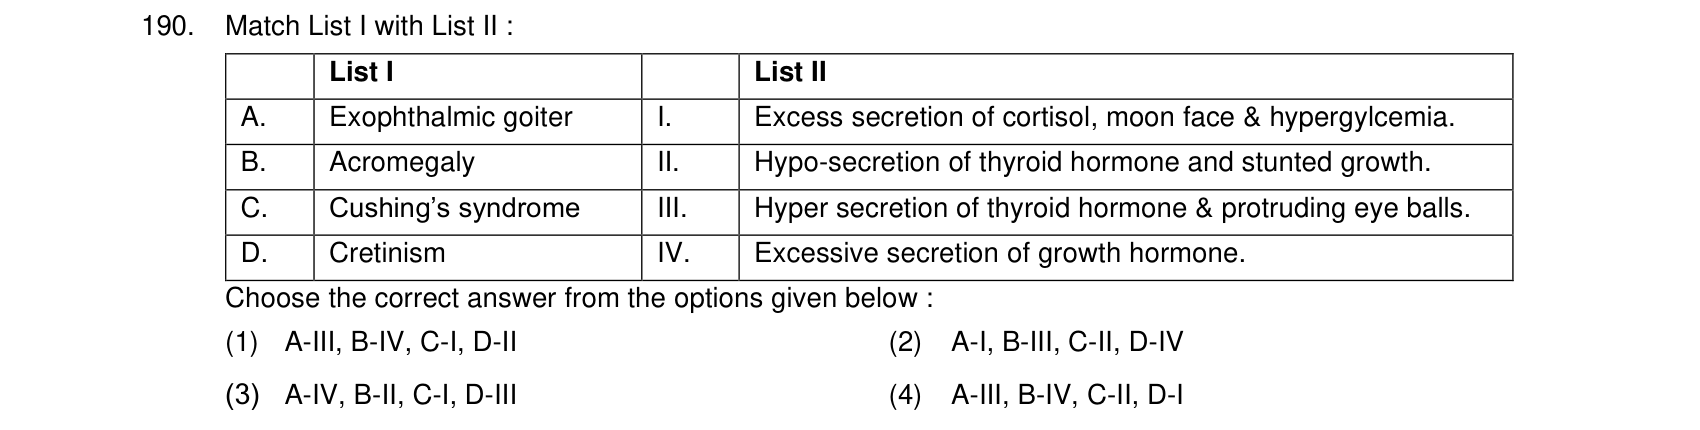 190. Match List I with List II :
List I List II
A. Exophthalmic goiter I. Excess secretion of cortisol, moon face & hypergylcemia.
B. Acromegaly II. Hypo-secretion of thyroid hormone and stunted growth.
C. Cushing's syndrome III. Hyper secretion of thyroid hormone & protruding eye balls.
D. Cretinism IV. Excessive secretion of growth hormone.
Choose the correct answer from the options given below :
(1) A-III, B-IV, C-I, D-II (2) A-I, B-III, C-II, D-IV
(3) A-IV, B-II, C-I, D-III (4) A-III, B-IV, C-II, D-I